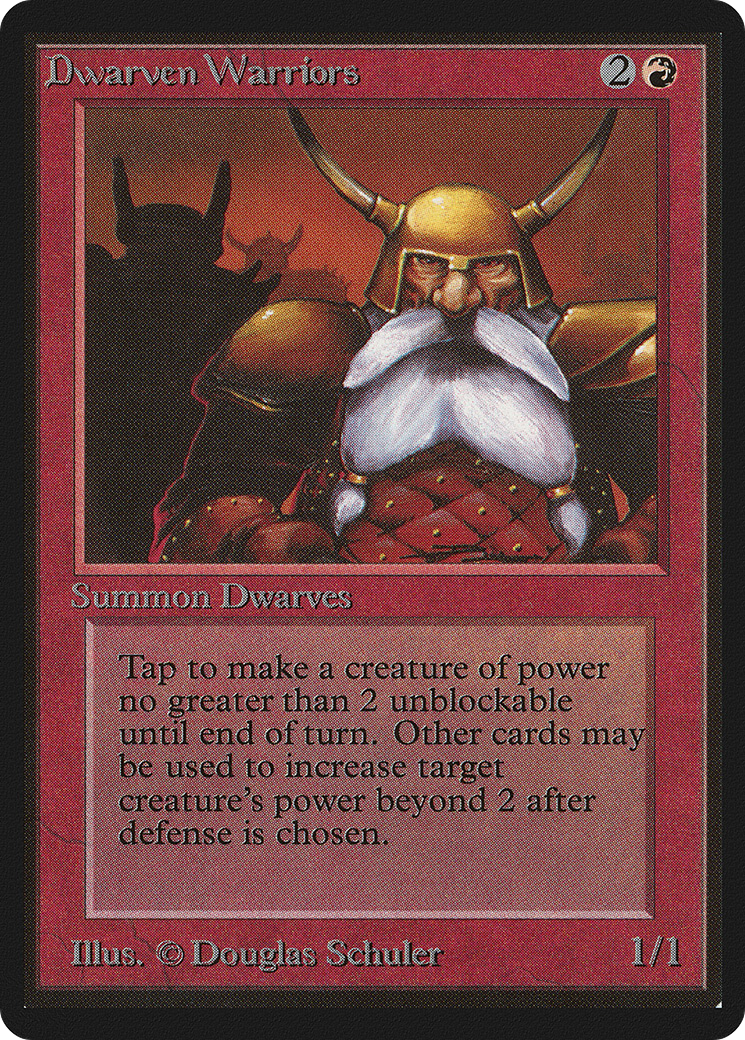 Dwarven Warriors 2
Summon Dwarves
Tap to make a creature of power
no greater than 2 unblockable
until end of turn. Other cards may
be used to increase target
creature's power beyond 2 after
defense is chosen.
Illus. © Douglas Schuler 1/1